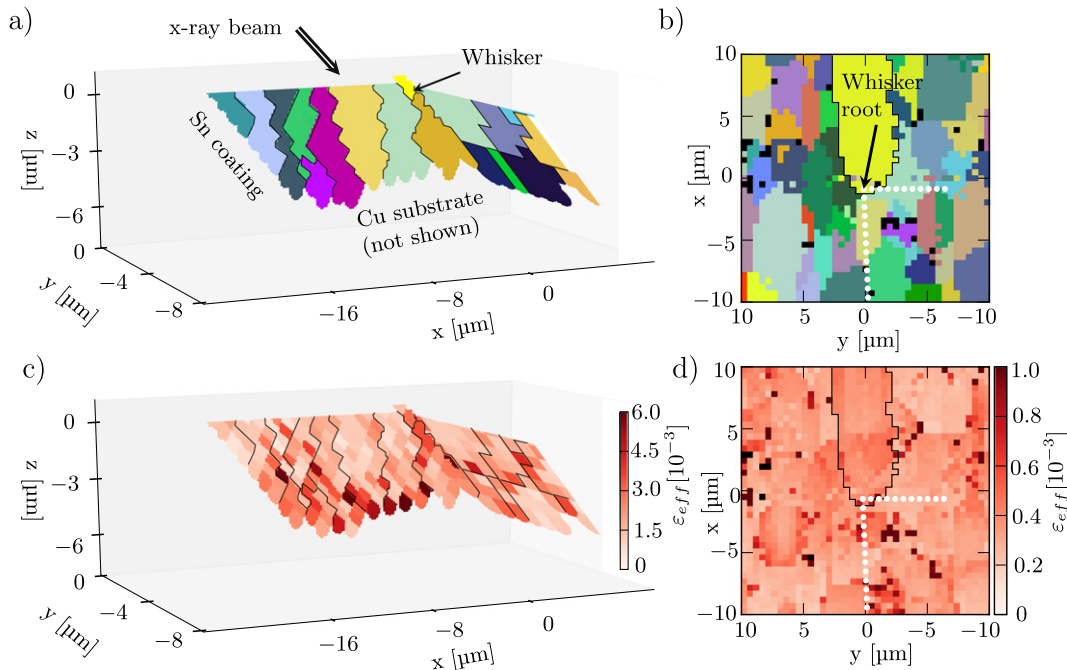 a)
x-ray beam
Whisker
0
−3
−6
z
[µm]
Sn coating
Cu substrate
(not shown)
0
−4
−8
y [µm]
−16
−8
0
x [µm]
b)
10
5
0
−5
−10
x [µm]
Whisker
root
10
5
0
−5
−10
y [µm]
c)
0
−3
−6
z
[µm]
0
−4
−8
y [µm]
−16
−8
0
x [µm]
6.0
4.5
3.0
1.5
0
εeff [10−3]
d)
10
5
0
−5
−10
x [µm]
10
5
0
−5
−10
y [µm]
1.0
0.8
0.6
0.4
0.2
0
εeff [10−3]